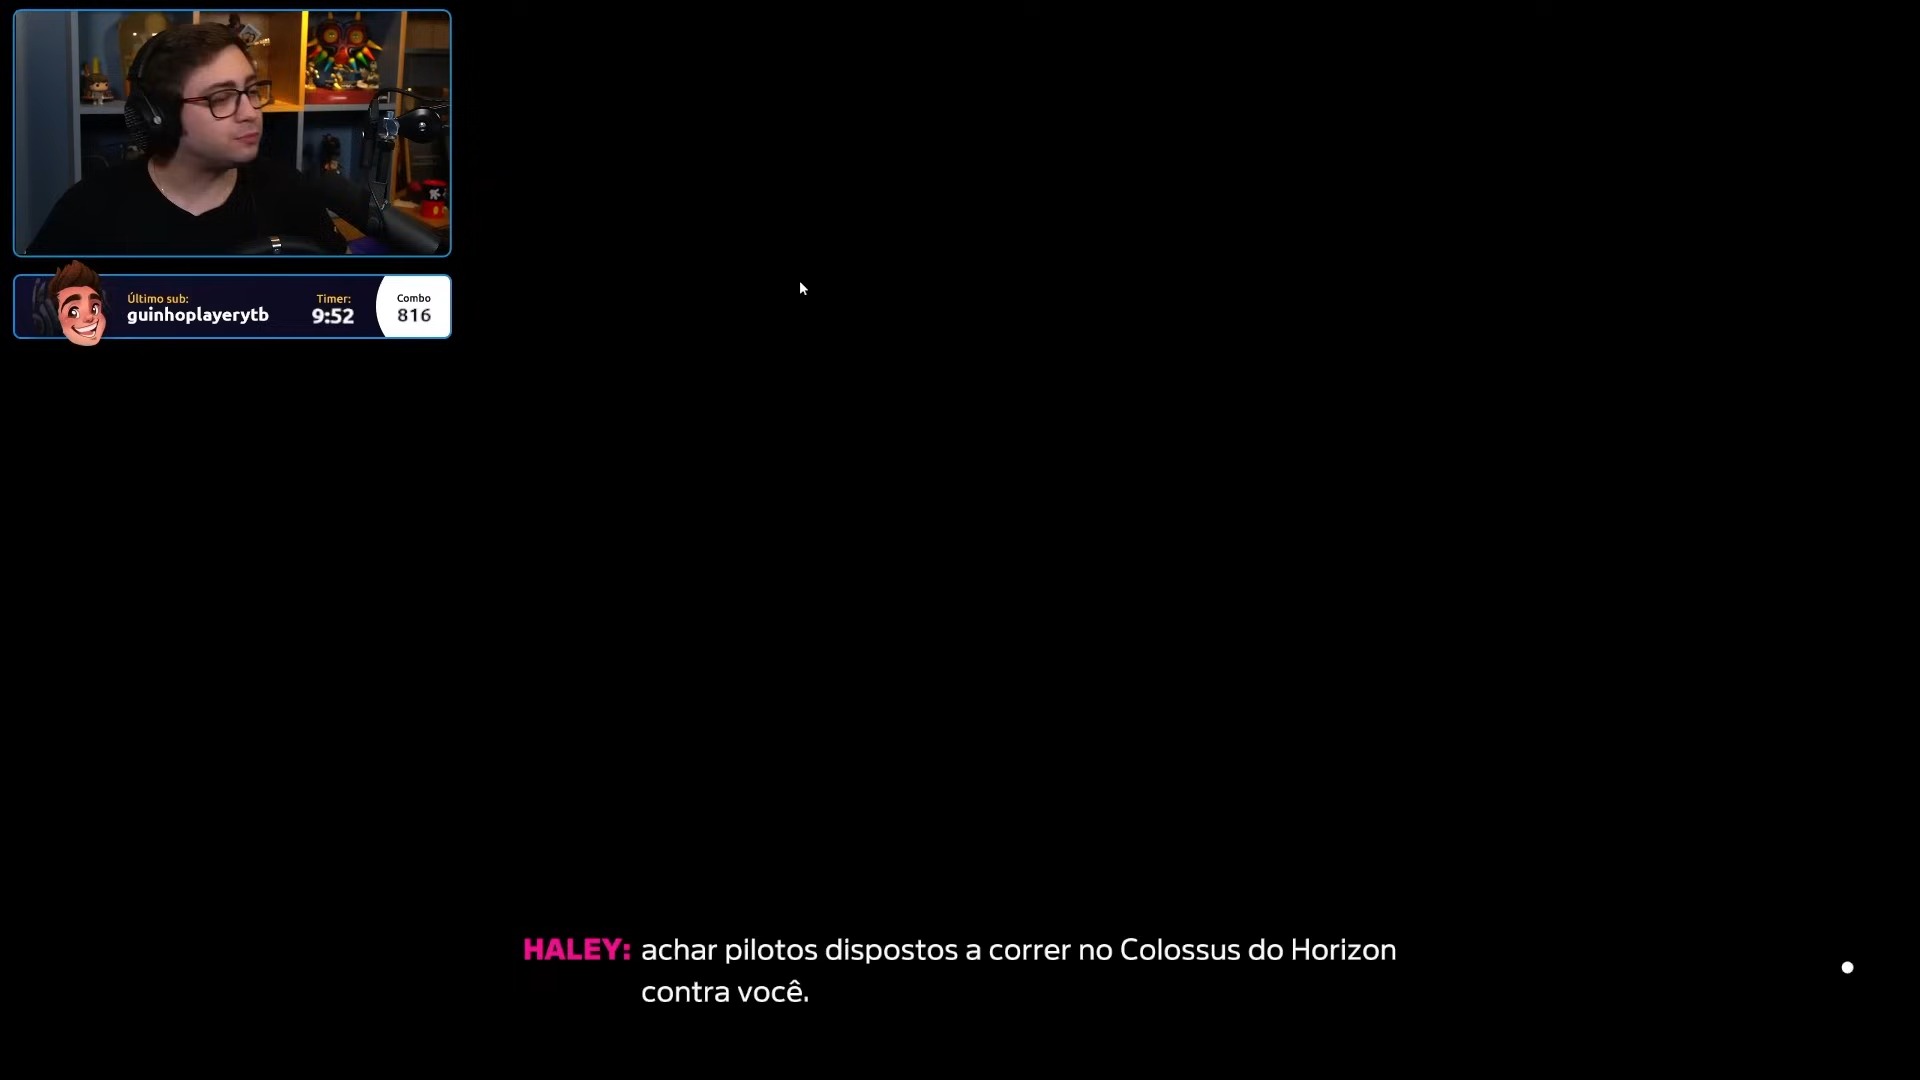 Último sub:
guinhoplayerytb
Timer:
9:52
Combo
816
HALEY: achar pilotos dispostos a correr no Colossus do Horizon
contra você.